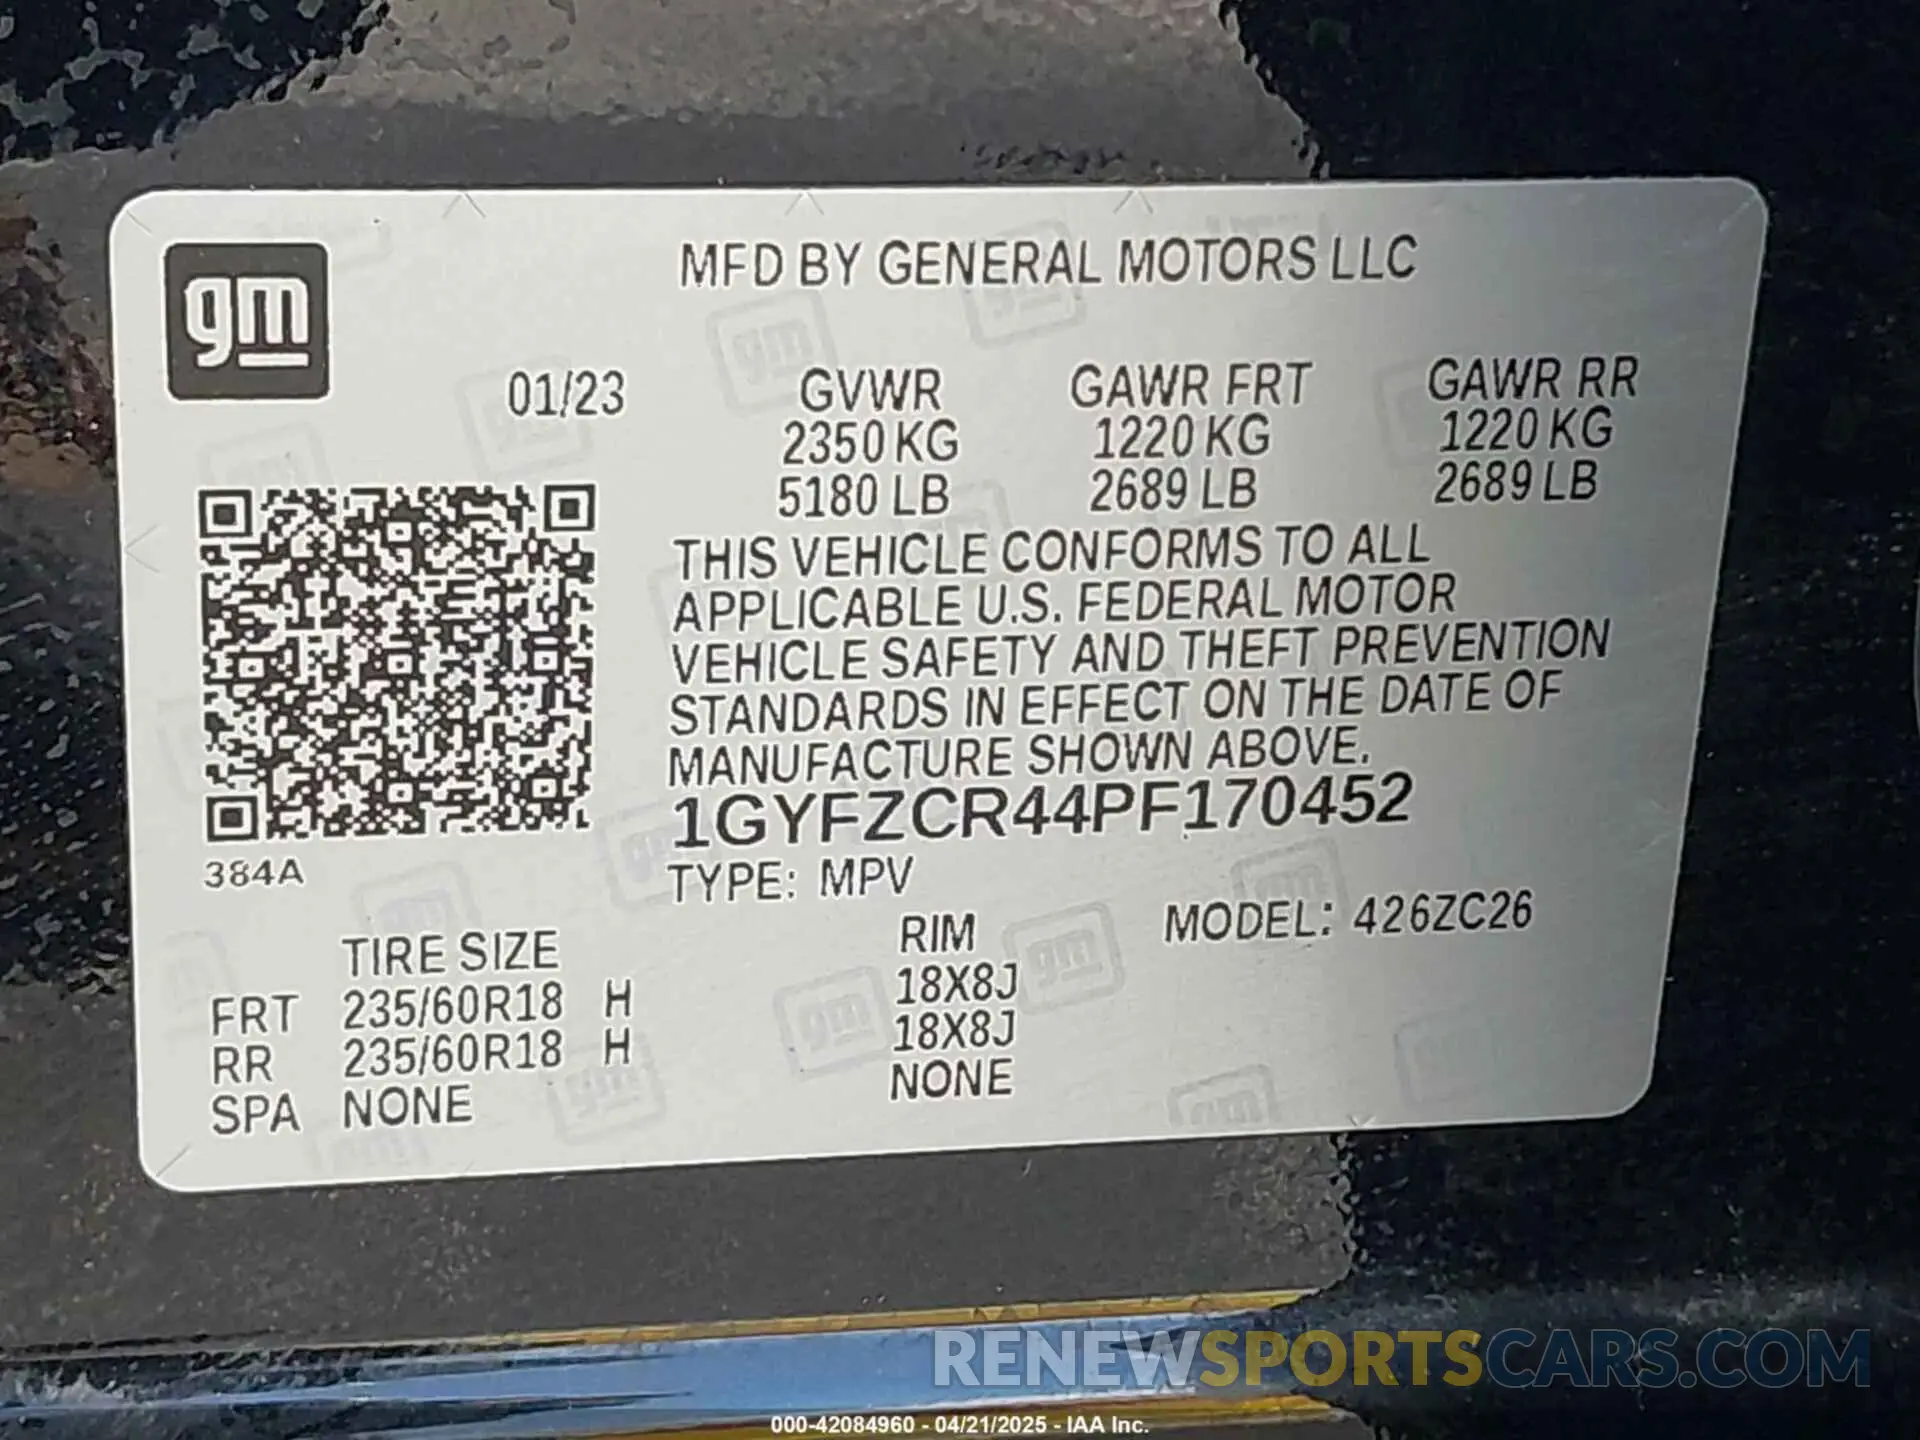 gm
MFD BY GENERAL MOTORS LLC
01/23 GVWR GAWR FRT GAWR RR
2350 KG 1220 KG 1220 KG
5180 LB 2689 LB 2689 LB
THIS VEHICLE CONFORMS TO ALL
APPLICABLE U.S. FEDERAL MOTOR
VEHICLE SAFETY AND THEFT PREVENTION
STANDARDS IN EFFECT ON THE DATE OF
MANUFACTURE SHOWN ABOVE.
1GYFZCR44PF170452
384A
TYPE: MPV
MODEL: 426ZC26
TIRE SIZE RIM
FRT 235/60R18 H 18X8J
RR 235/60R18 H 18X8J
SPA NONE NONE
RENEWSPORTSCARS.COM
000-42084960 - 04/21/2025 - IAA Inc.